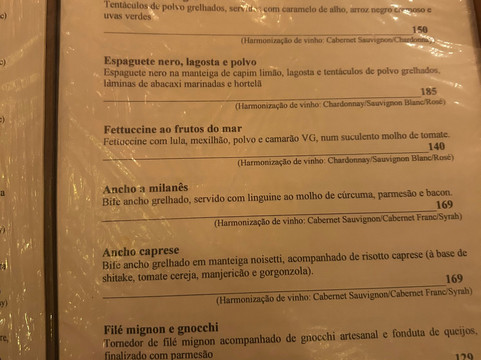 Tentáculos de polvo grelhados, com caramelo de alho, arroz negro cremoso e
uvas verdes
150
(Harmonização de vinho: Cabernet Sauvignon/Chardonnay)
Espaguete nero, lagosta e polvo
Espaguete nero na manteiga de capim limão, lagosta e tentáculos de polvo grelhados,
lâminas de abacaxi marinadas e hortelã
185
(Harmonização de vinho: Chardonnay/Sauvignon Blanc/Rosé)
Fettuccine ao frutos do mar
Fettuccine com lula, mexilhão, polvo e camarão VG, num suculento molho de tomate.
140
(Harmonização de vinho: Chardonnay/Sauvignon Blanc/Rosé)
Ancho a milanês
Bife ancho grelhado, servido com linguine ao molho de cúrcuma, parmesão e bacon.
169
(Harmonização de vinho: Cabernet Sauvignon/Cabernet Franc/Syrah)
Ancho caprese
Bife ancho grelhado em manteiga noisetti, acompanhado de risotto caprese (à base de
shitake, tomate cereja, manjericão e gorgonzola).
169
(Harmonização de vinho: Cabernet Sauvignon/Cabernet Franc/Syrah)
Filé mignon e gnocchi
Tornedor de filé mignon acompanhado de gnocchi artesanal e fonduta de queijos,
finalizado com parmesão
129